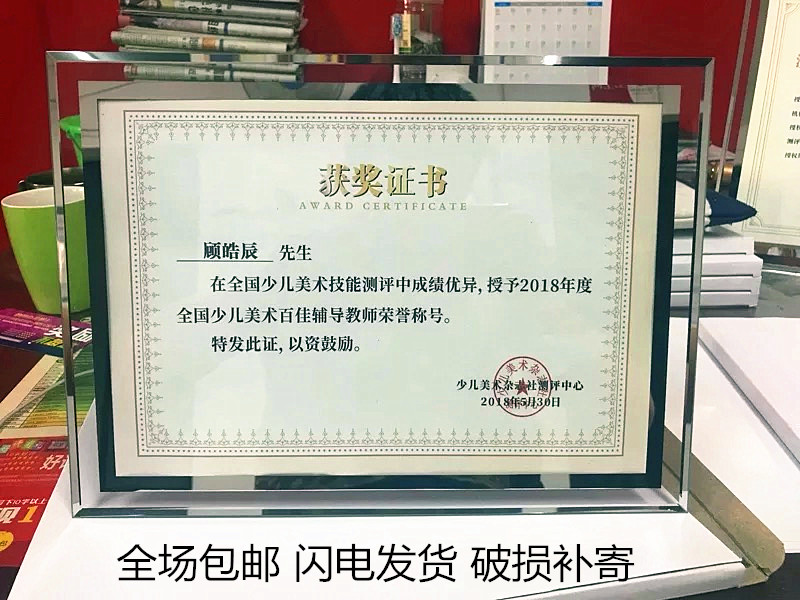 获奖证书
AWARD CERTIFICATE
顾皓辰 先生
在全国少儿美术技能测评中成绩优异,授予2018年度
全国少儿美术百佳辅导教师荣誉称号。
特发此证,以资鼓励。
少儿美术杂志社测评中心
2018年5月30日
全场包邮 闪电发货 破损补寄